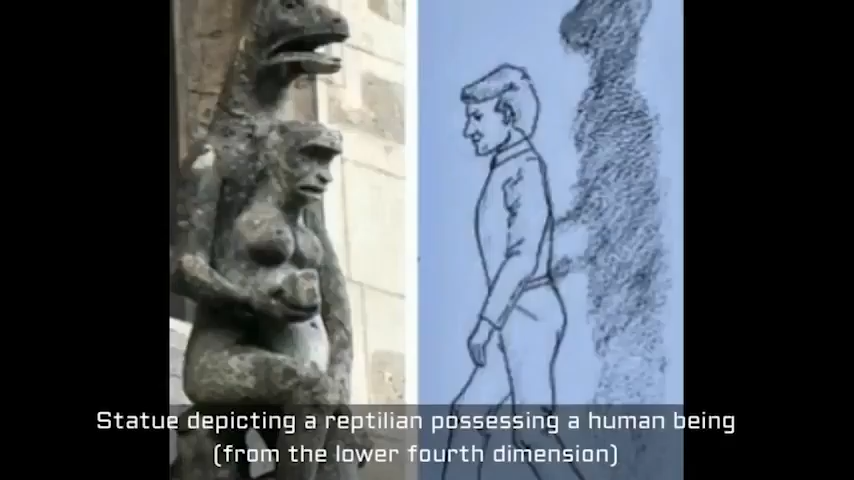 Statue depicting a reptilian possessing a human being
(from the lower fourth dimension)